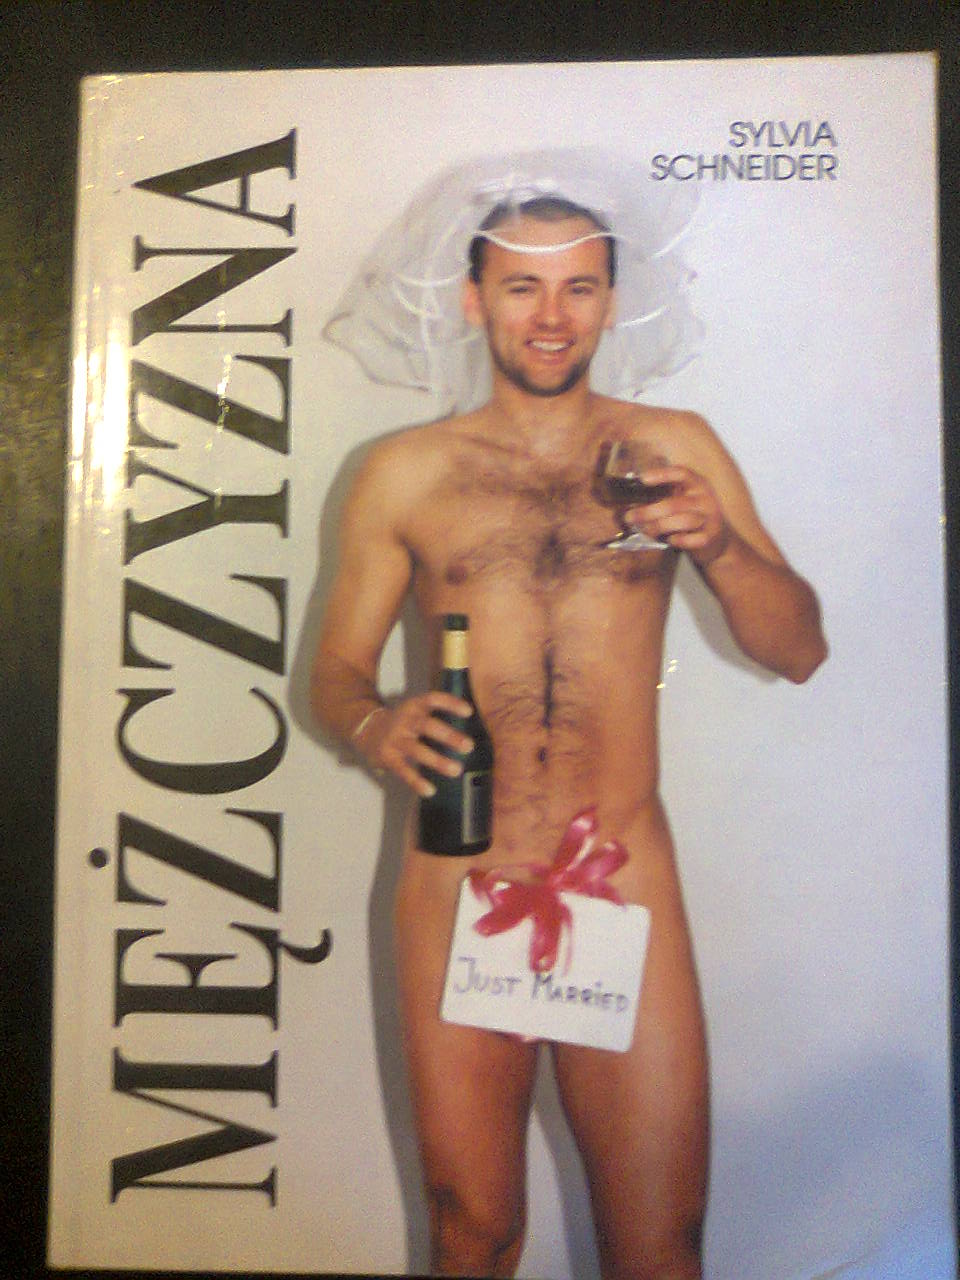 MĘŻCZYZNA
SYLVIA
SCHNEIDER
JUST MARRIED